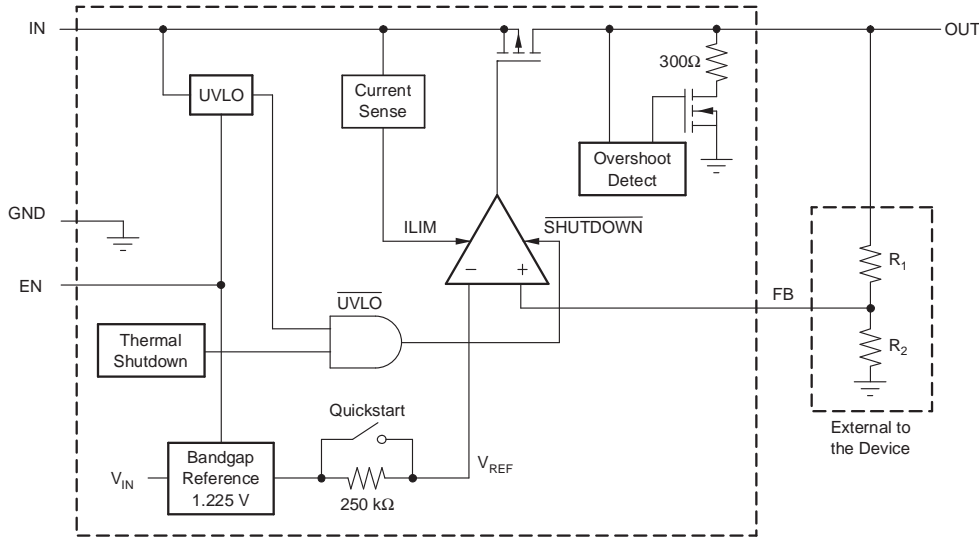 IN
OUT
300Ω
UVLO
Current
Sense
Overshoot
Detect
GND
ILIM
SHUTDOWN
R1
− +
EN
UVLO
FB
Thermal
Shutdown
R2
Quickstart
External to
the Device
VIN
Bandgap
Reference
1.225 V
VREF
250 kΩ